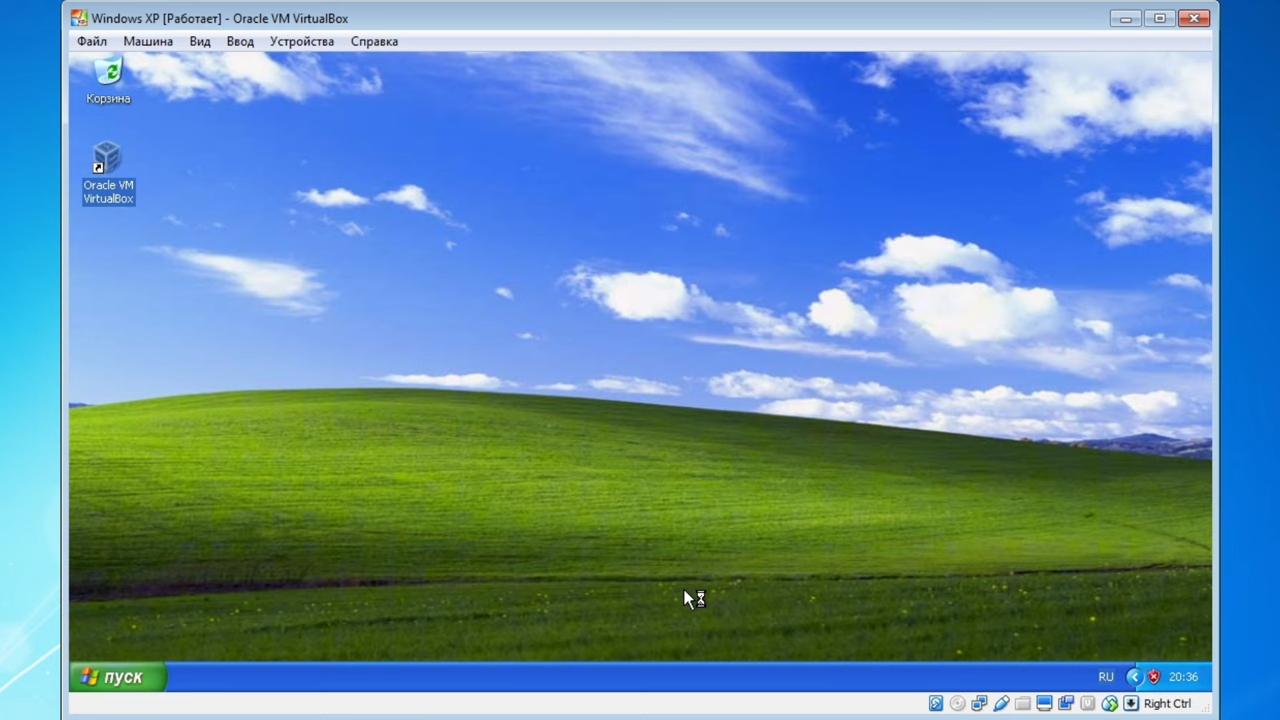 Windows XP [Работает] - Oracle VM VirtualBox
Файл Машина Вид Ввод Устройства Справка
Корзина
Oracle VM
VirtualBox
пуск
RU 20:36
Right Ctrl